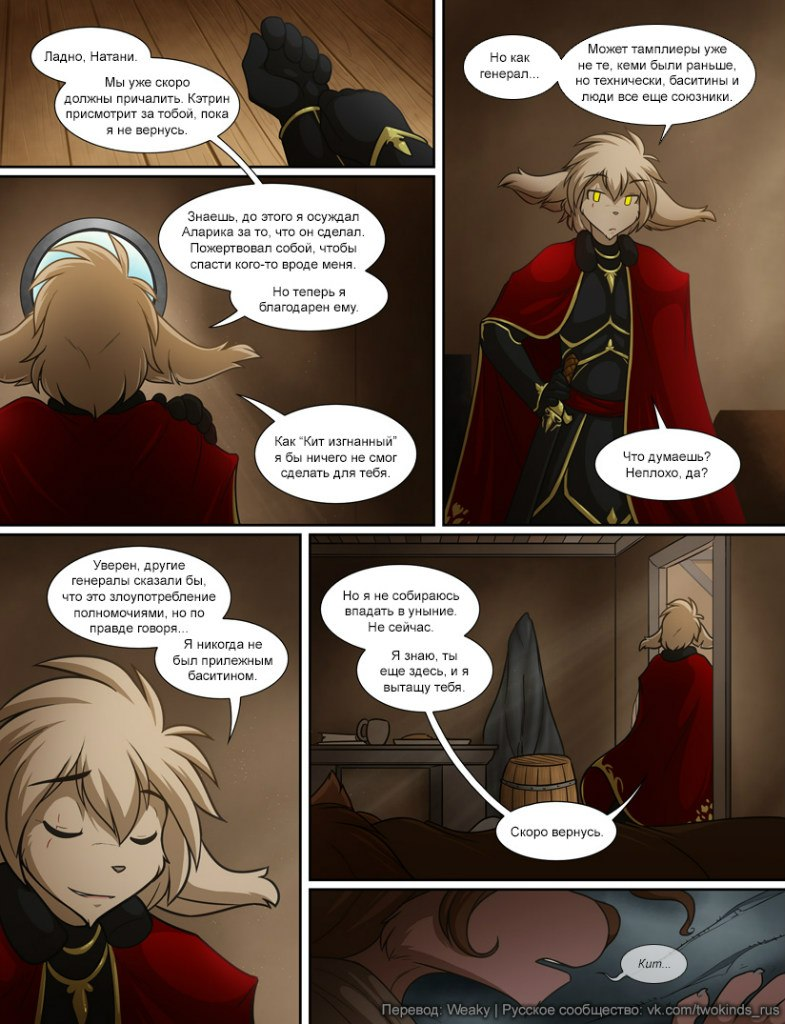 Ладно, Натани.
Мы уже скоро
должны причалить. Кэтрин
присмотрит за тобой, пока
я не вернусь.
Знаешь, до этого я осуждал
Аларика за то, что он сделал.
Пожертвовал собой, чтобы
спасти кого-то вроде меня.
Но теперь я
благодарен ему.
Как “Кит изгнанный”
я бы ничего не смог
сделать для тебя.
Но как
генерал...
Может тамплиеры уже
не те, кеми были раньше,
но технически, баситины и
люди все еще союзники.
Что думаешь?
Неплохо, да?
Уверен, другие
генералы сказали бы,
что это злоупотребление
полномочиями, но по
правде говоря...
Я никогда не
был прилежным
баситином.
Но я не собираюсь
впадать в уныние.
Не сейчас.
Я знаю, ты
еще здесь, и я
вытащу тебя.
Скоро вернусь.
Кит...
Перевод: Weaky | Русское сообщество: vk.com/twokinds_rus